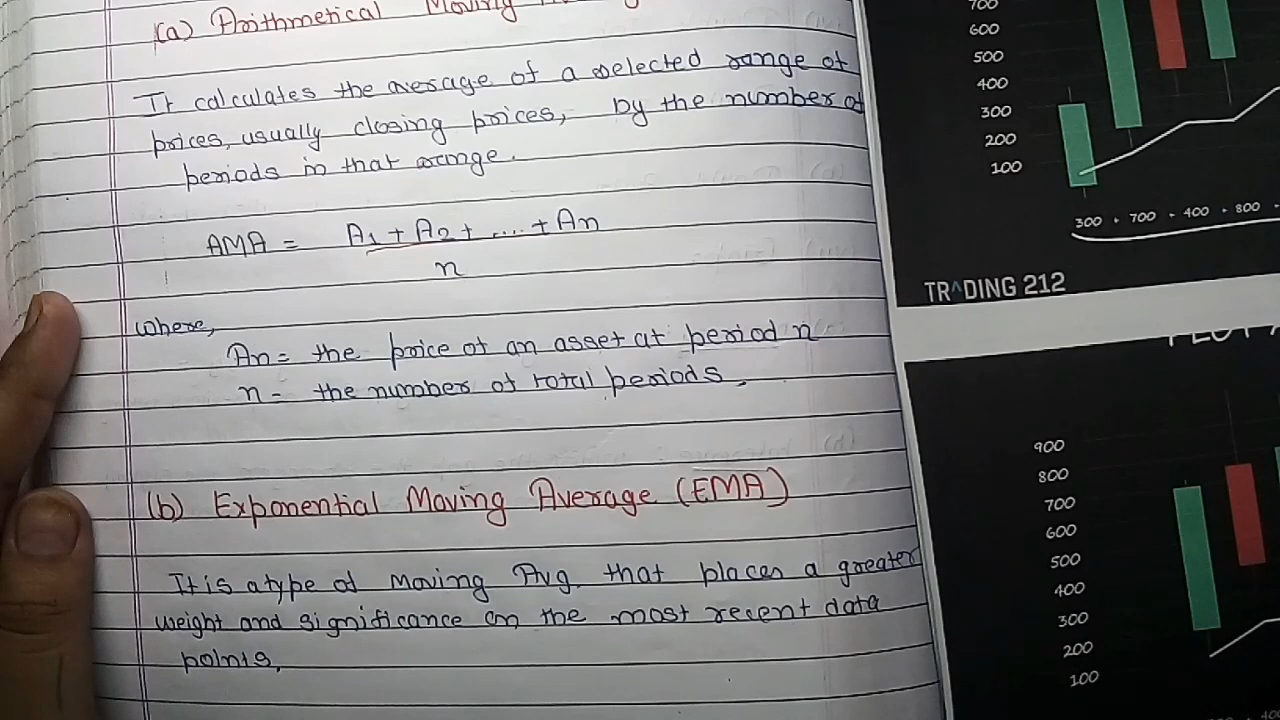 (a) Arithmetical Moving
It calculates the average of a selected range of
prices, usually closing prices, by the number of
periods in that range.
AMA = A1 + A2 + .... + An
n
where,
An = the price of an asset at period n
n = the number of total periods.
(b) Exponential Moving Average (EMA)
It is a type of Moving Avg. that places a greater
weight and significance on the most recent data
points.
700
600
500
400
300
200
100
300 • 700 • 400 • 800
TRADING 212
900
800
700
600
500
400
300
200
100